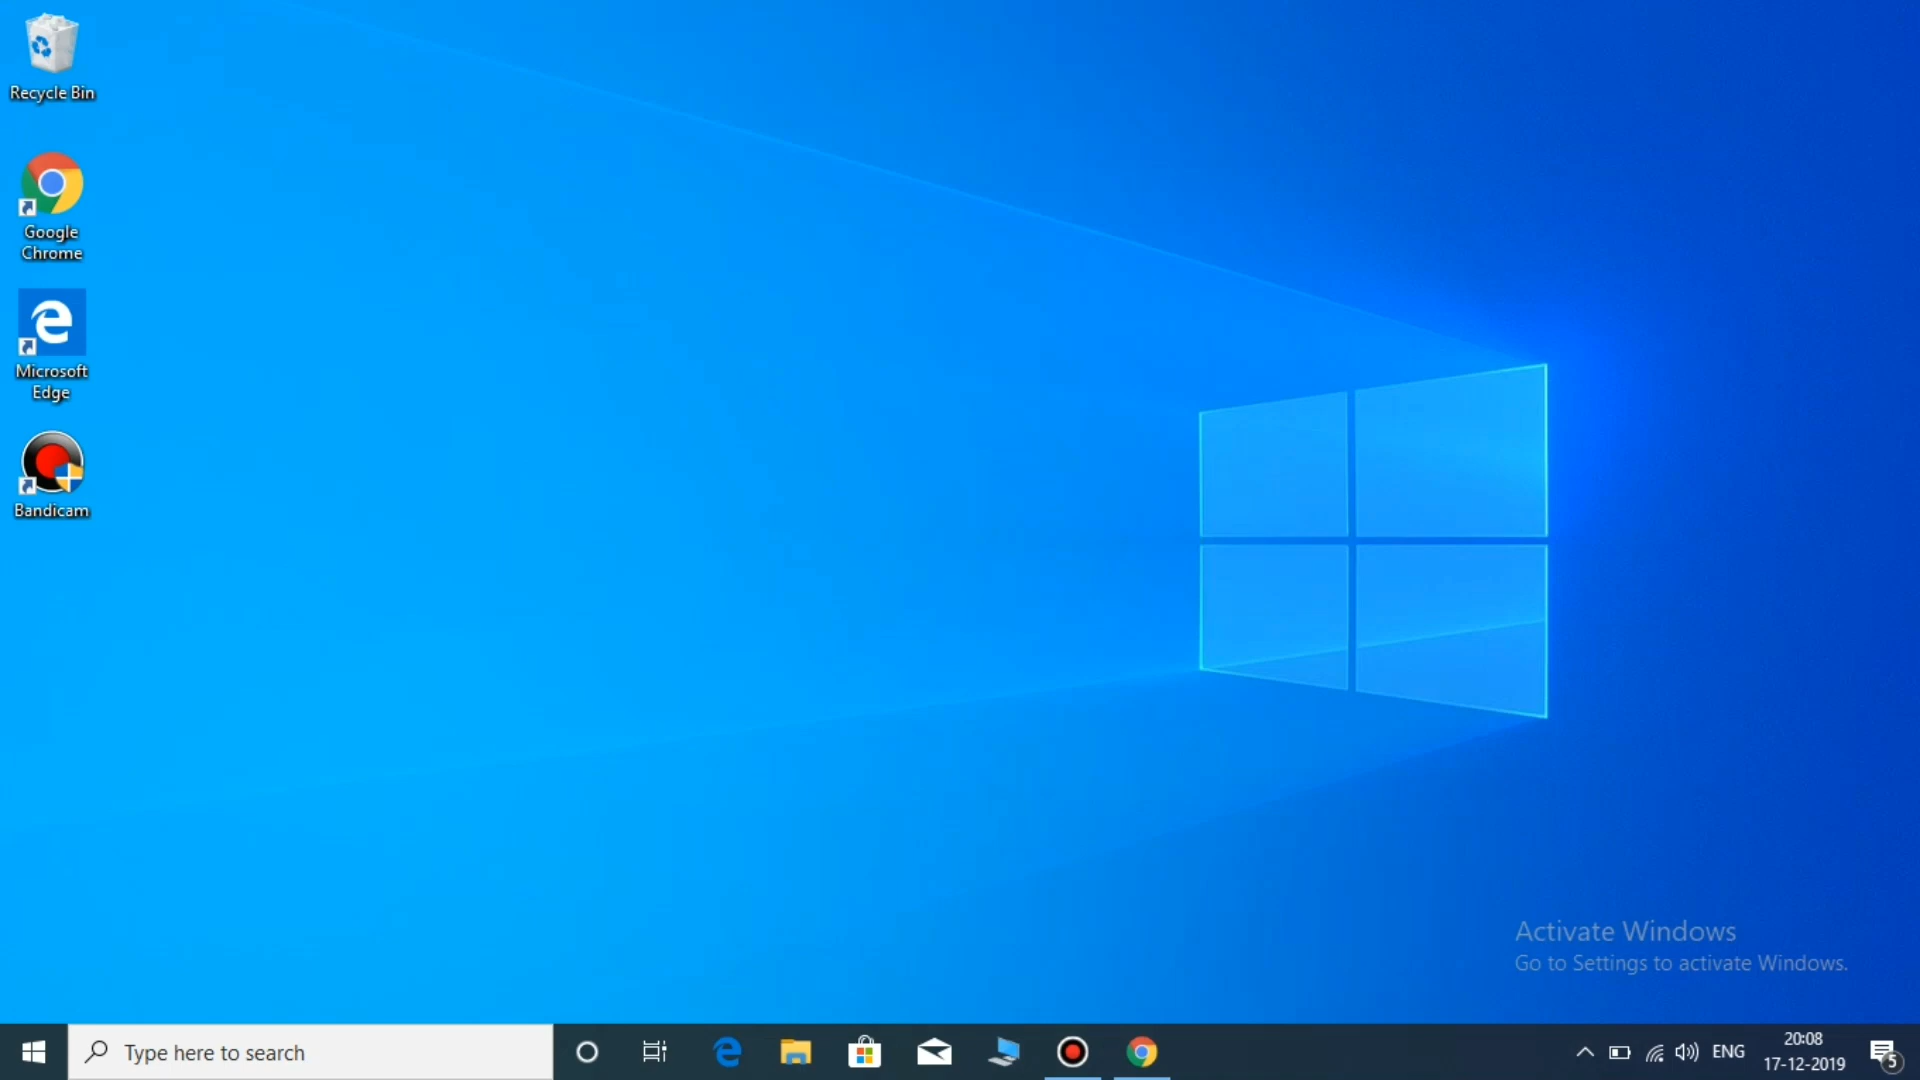 Recycle Bin
Google
Chrome
Microsoft
Edge
Bandicam
Activate Windows
Go to Settings to activate Windows.
Type here to search
ENG
20:08
17-12-2019
5